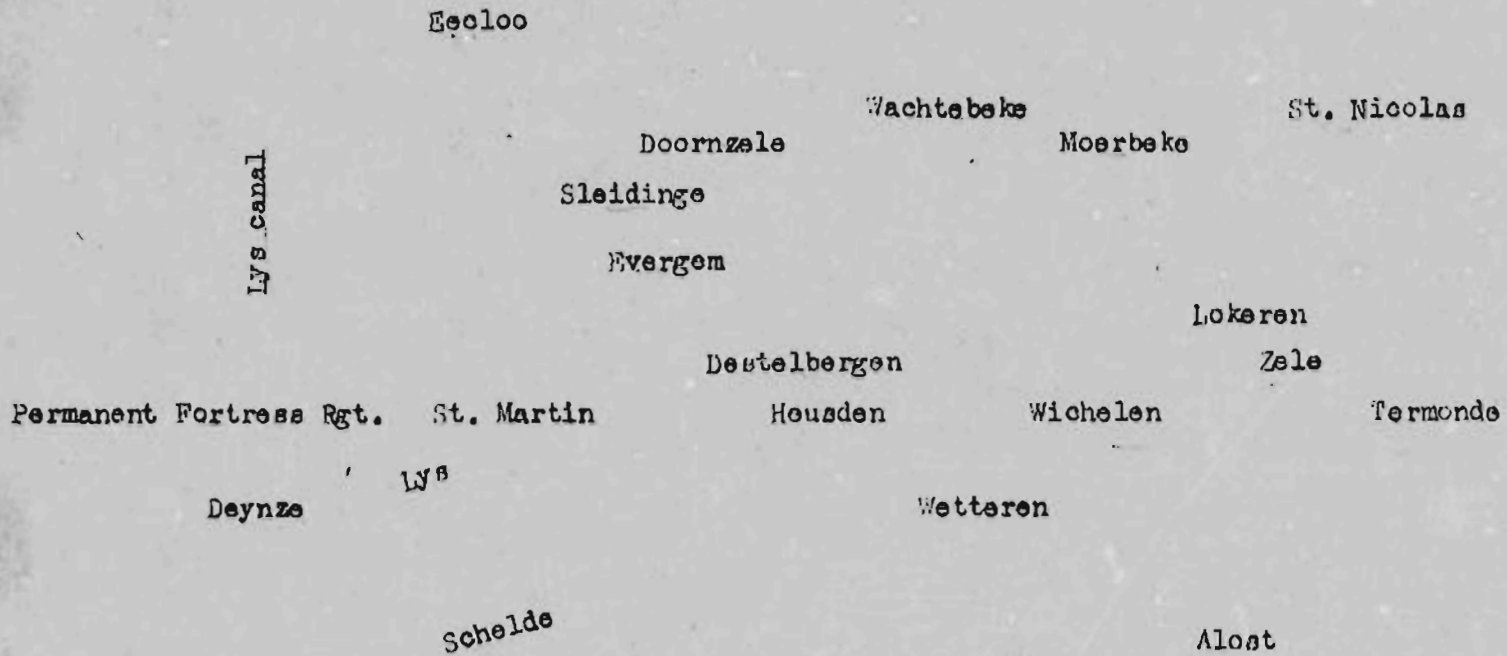 Eecloo
Wachtebeke St. Nicolas
Doornzele Moerbeke
Lys canal
Sleidinge
Evergem
Lokeren
Destelbergen Zele
Permanent Fortress Rgt. St. Martin Heusden Wichelen Termonde
Lys
Deynze Wetteren
Schelde
Alost